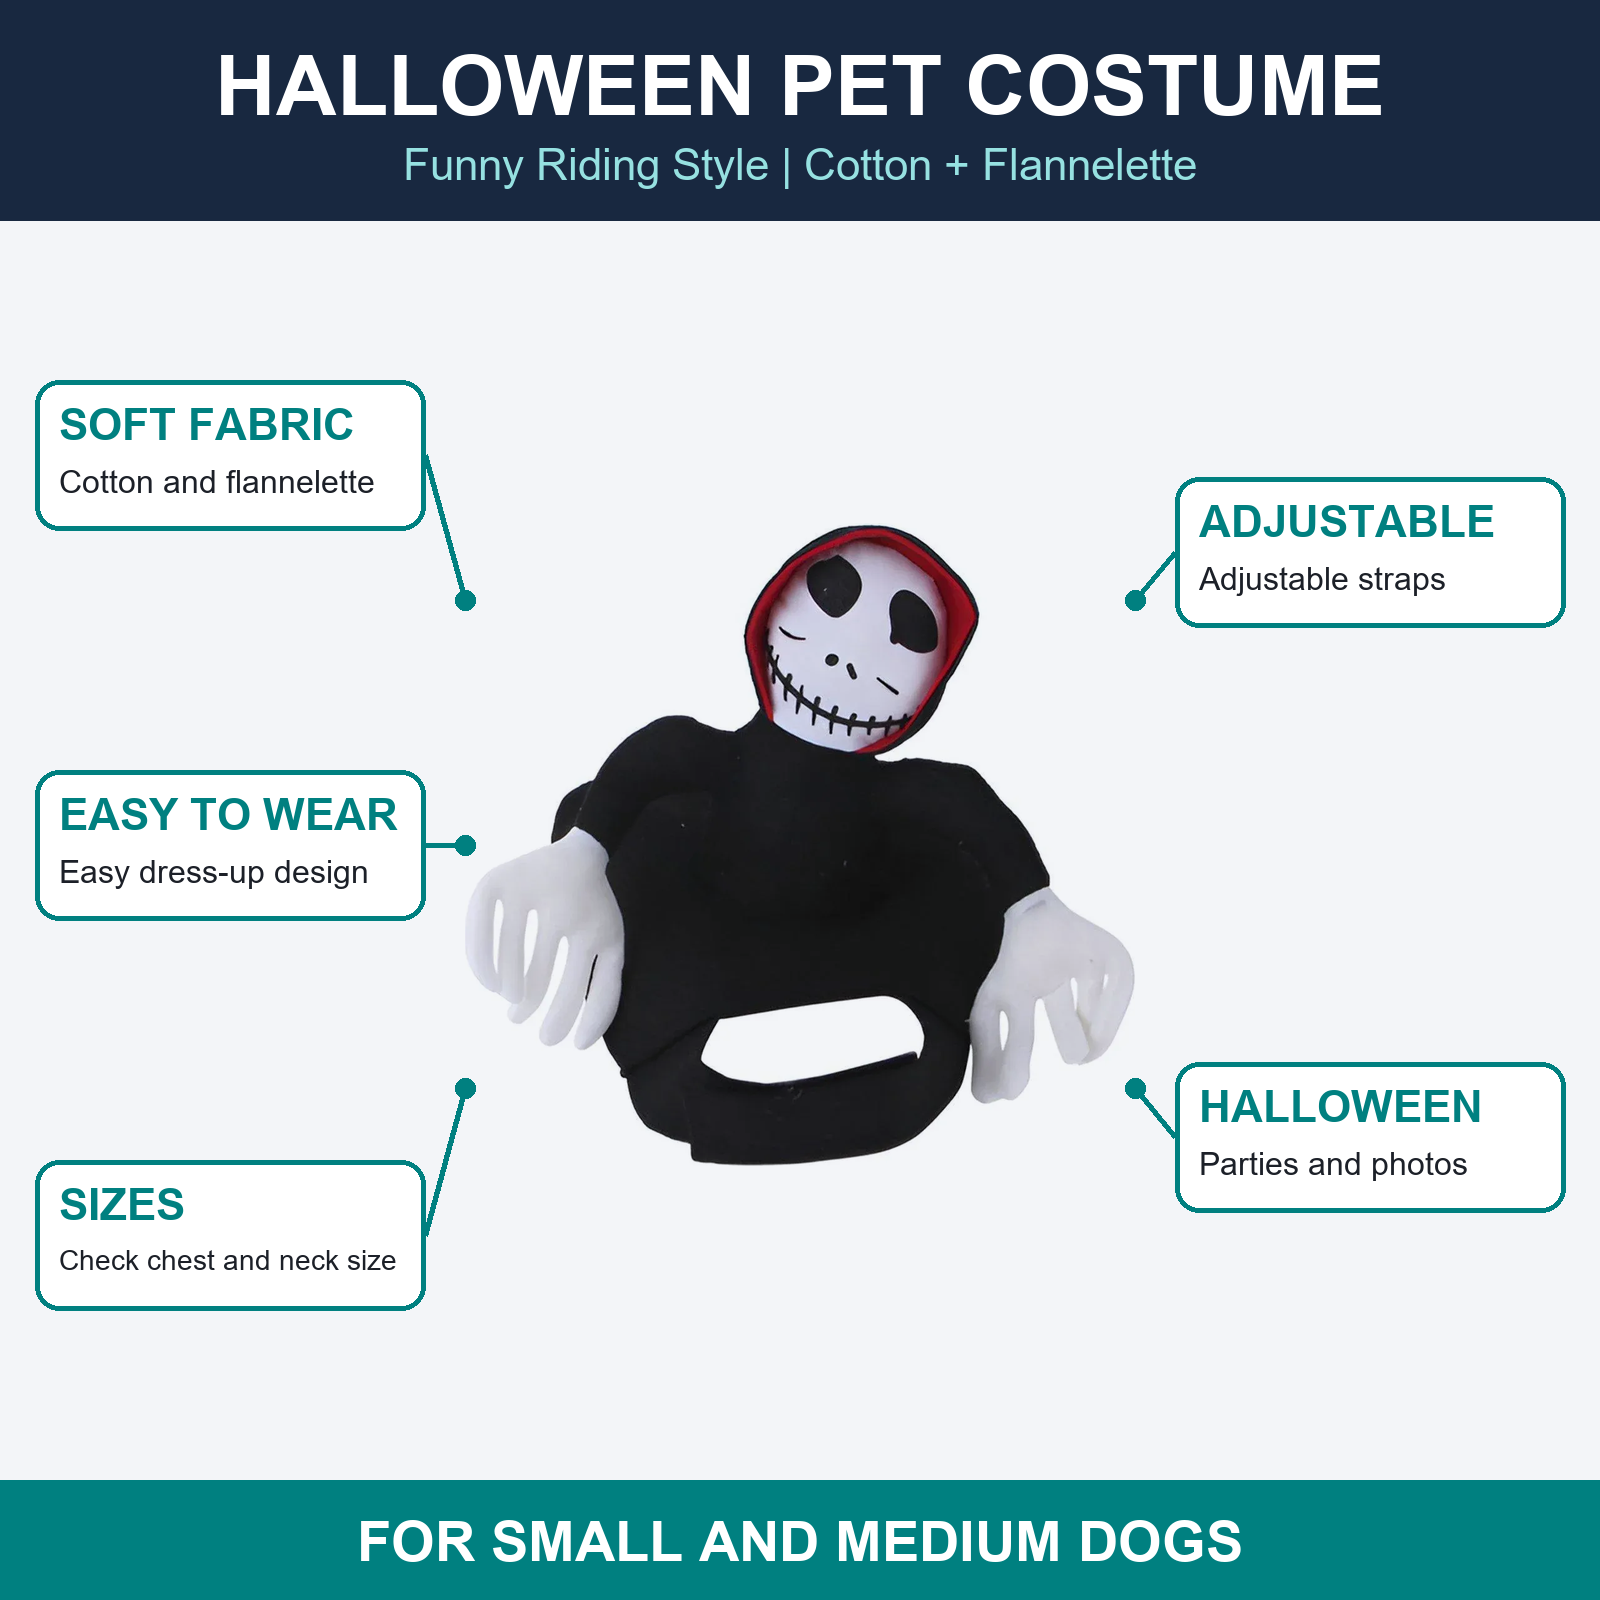 HALLOWEEN PET COSTUME
Funny Riding Style | Cotton + Flannelette
SOFT FABRIC
Cotton and flannelette
ADJUSTABLE
Adjustable straps
EASY TO WEAR
Easy dress-up design
HALLOWEEN
Parties and photos
SIZES
Check chest and neck size
FOR SMALL AND MEDIUM DOGS